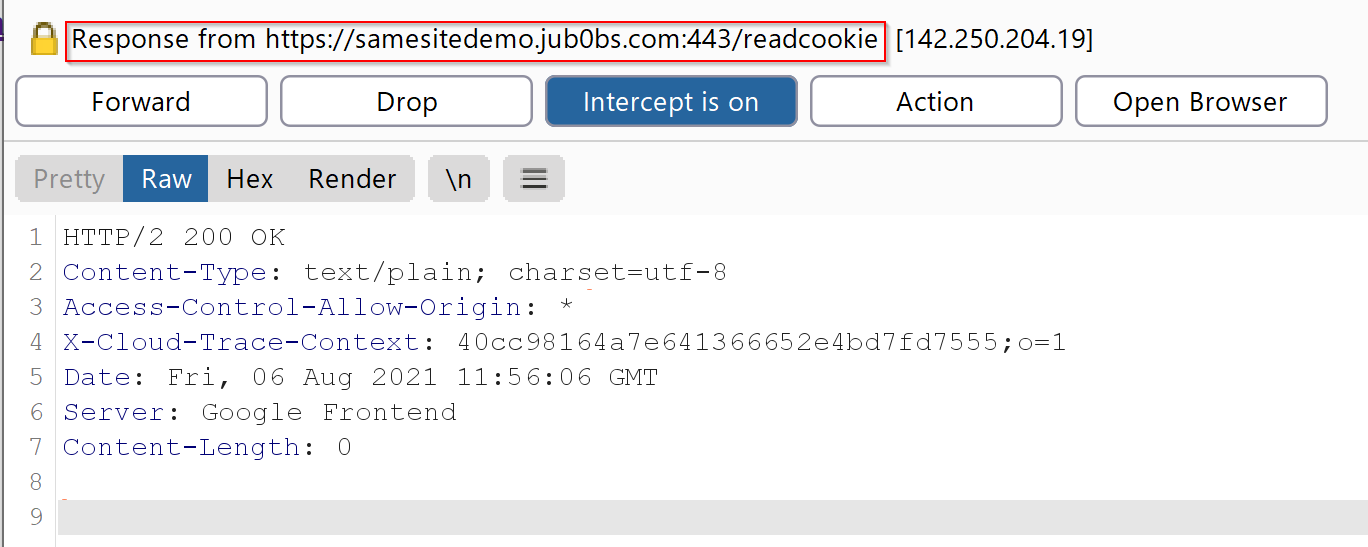 Response from https://samesitedemo.jub0bs.com:443/readcookie [142.250.204.19]
Forward Drop Intercept is on Action Open Browser
Pretty Raw Hex Render \n
1 HTTP/2 200 OK
2 Content-Type: text/plain; charset=utf-8
3 Access-Control-Allow-Origin: *
4 X-Cloud-Trace-Context: 40cc98164a7e641366652e4bd7fd7555;o=1
5 Date: Fri, 06 Aug 2021 11:56:06 GMT
6 Server: Google Frontend
7 Content-Length: 0
8
9